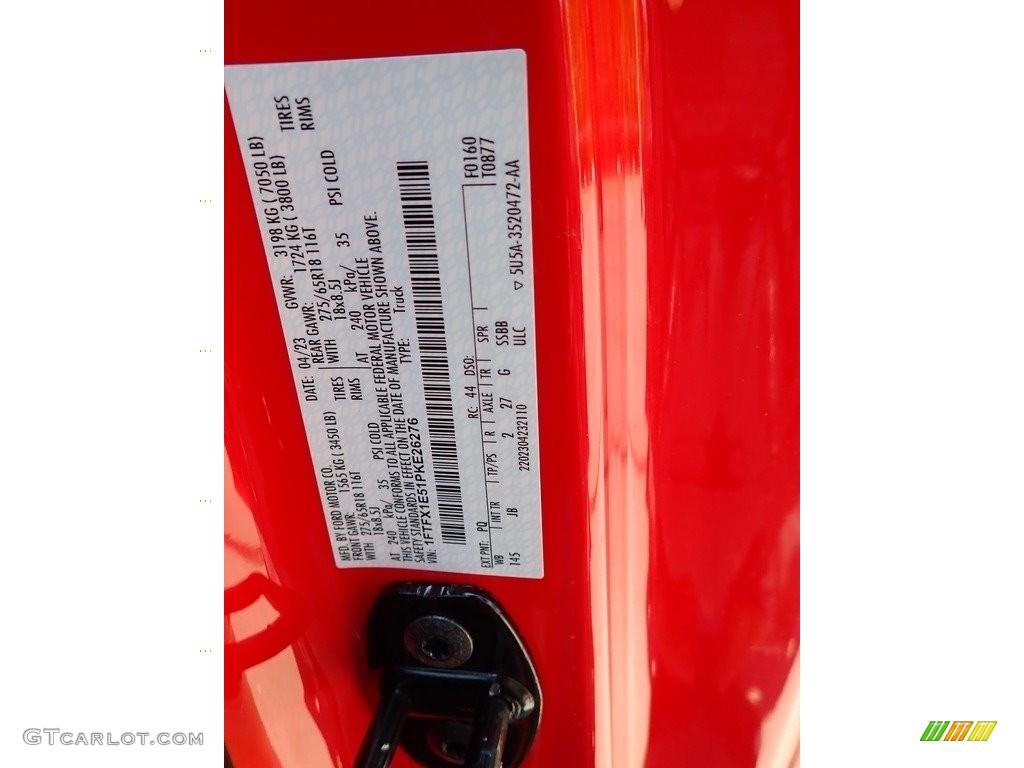 MFD. BY FORD MOTOR CO. DATE: 04/23 GVWR: 3198 KG ( 7050 LB)
FRONT GAWR: 1565 KG ( 3450 LB) REAR GAWR: 1724 KG ( 3800 LB)
WITH 275/65R18 116T TIRES WITH 275/65R18 116T TIRES
18x8.5J RIMS 18x8.5J RIMS
AT 240 kPa/ 35 PSI COLD AT 240 kPa/ 35 PSI COLD
THIS VEHICLE CONFORMS TO ALL APPLICABLE FEDERAL MOTOR VEHICLE
SAFETY STANDARDS IN EFFECT ON THE DATE OF MANUFACTURE SHOWN ABOVE.
VIN: 1FTFX1E51PKE26276 TYPE: Truck
F0160
EXT PNT: PQ RC: 44 DSO: T0877
WB INT TR TP/PS R AXLE TR SPR
145 JB 2 27 G SSBB
2202304232110 ULC ▽ 5U5A-3520472-AA
GTCARLOT.COM